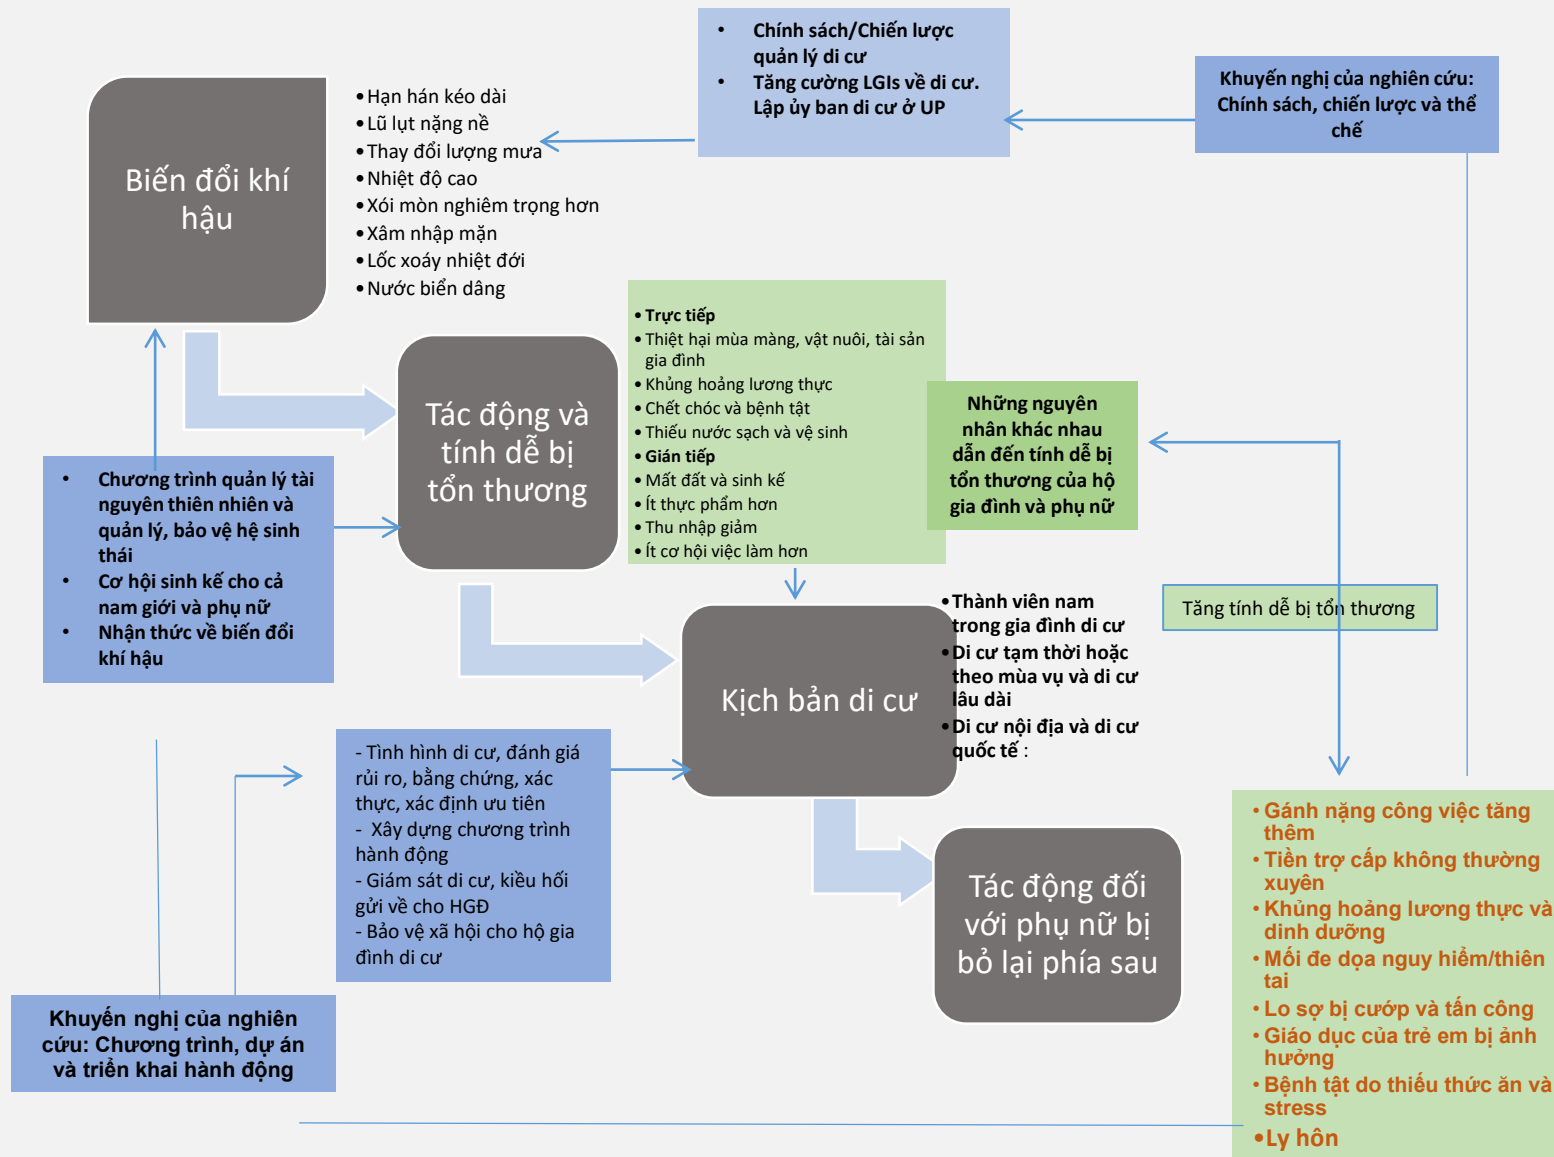 • Chính sách/Chiến lược
quản lý di cư
• Tăng cường LGIs về di cư.
Lập ủy ban di cư ở UP
Khuyến nghị của nghiên cứu:
Chính sách, chiến lược và thể
chế
Biến đổi khí
hậu
• Hạn hán kéo dài
• Lũ lụt nặng nề
• Thay đổi lượng mưa
• Nhiệt độ cao
• Xói mòn nghiêm trọng hơn
• Xâm nhập mặn
• Lốc xoáy nhiệt đới
• Nước biển dâng
Tác động và
tính dễ bị
tổn thương
• Trực tiếp
• Thiệt hại mùa màng, vật nuôi, tài sản
gia đình
• Khủng hoảng lương thực
• Chết chóc và bệnh tật
• Thiếu nước sạch và vệ sinh
• Gián tiếp
• Mất đất và sinh kế
• Ít thực phẩm hơn
• Thu nhập giảm
• Ít cơ hội việc làm hơn
Những nguyên
nhân khác nhau
dẫn đến tính dễ bị
tổn thương của hộ
gia đình và phụ nữ
• Chương trình quản lý tài
nguyên thiên nhiên và
quản lý, bảo vệ hệ sinh
thái
• Cơ hội sinh kế cho cả
nam giới và phụ nữ
• Nhận thức về biến đổi
khí hậu
Kịch bản di cư
• Thành viên nam
trong gia đình di cư
• Di cư tạm thời hoặc
theo mùa vụ và di cư
lâu dài
• Di cư nội địa và di cư
quốc tế :
Tăng tính dễ bị tổn thương
- Tình hình di cư, đánh giá
rủi ro, bằng chứng, xác
thực, xác định ưu tiên
- Xây dựng chương trình
hành động
- Giám sát di cư, kiều hối
gửi về cho HGĐ
- Bảo vệ xã hội cho hộ gia
đình di cư
Tác động đối
với phụ nữ bị
bỏ lại phía sau
• Gánh nặng công việc tăng
thêm
• Tiền trợ cấp không thường
xuyên
• Khủng hoảng lương thực và
dinh dưỡng
• Mối đe dọa nguy hiểm/thiên
tai
• Lo sợ bị cướp và tấn công
• Giáo dục của trẻ em bị ảnh
hưởng
• Bệnh tật do thiếu thức ăn và
stress
• Ly hôn
Khuyến nghị của nghiên
cứu: Chương trình, dự án
và triển khai hành động